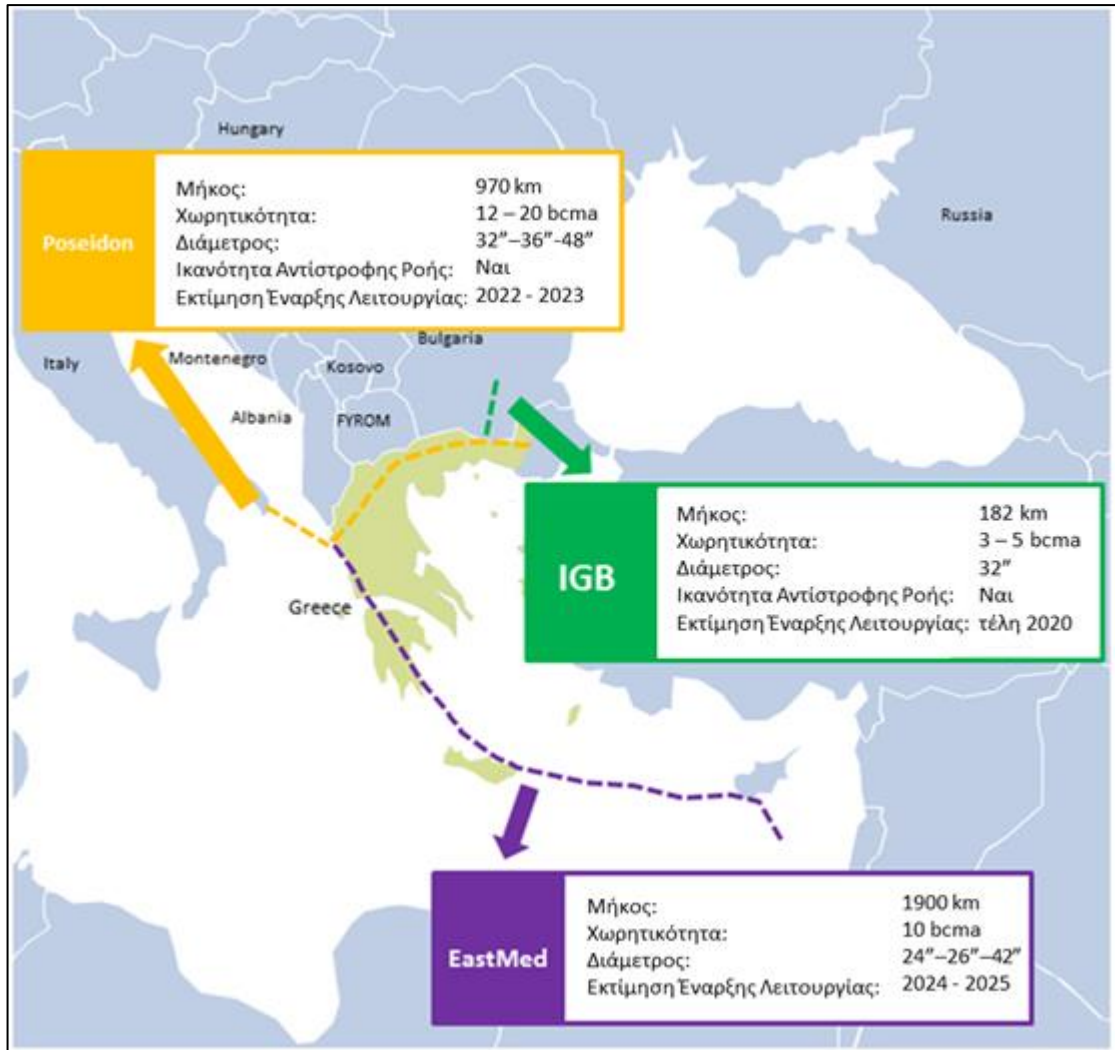 Hungary
Russia
Poseidon
Μήκος: 970 km
Χωρητικότητα: 12 – 20 bcma
Διάμετρος: 32”–36”-48”
Ικανότητα Αντίστροφης Ροής: Ναι
Εκτίμηση Έναρξης Λειτουργίας: 2022 - 2023
Bulgaria
Italy
Montenegro
Kosovo
Albania
FYROM
IGB
Μήκος: 182 km
Χωρητικότητα: 3 – 5 bcma
Διάμετρος: 32”
Ικανότητα Αντίστροφης Ροής: Ναι
Εκτίμηση Έναρξης Λειτουργίας: τέλη 2020
Greece
EastMed
Μήκος: 1900 km
Χωρητικότητα: 10 bcma
Διάμετρος: 24”–26”–42”
Εκτίμηση Έναρξης Λειτουργίας: 2024 - 2025